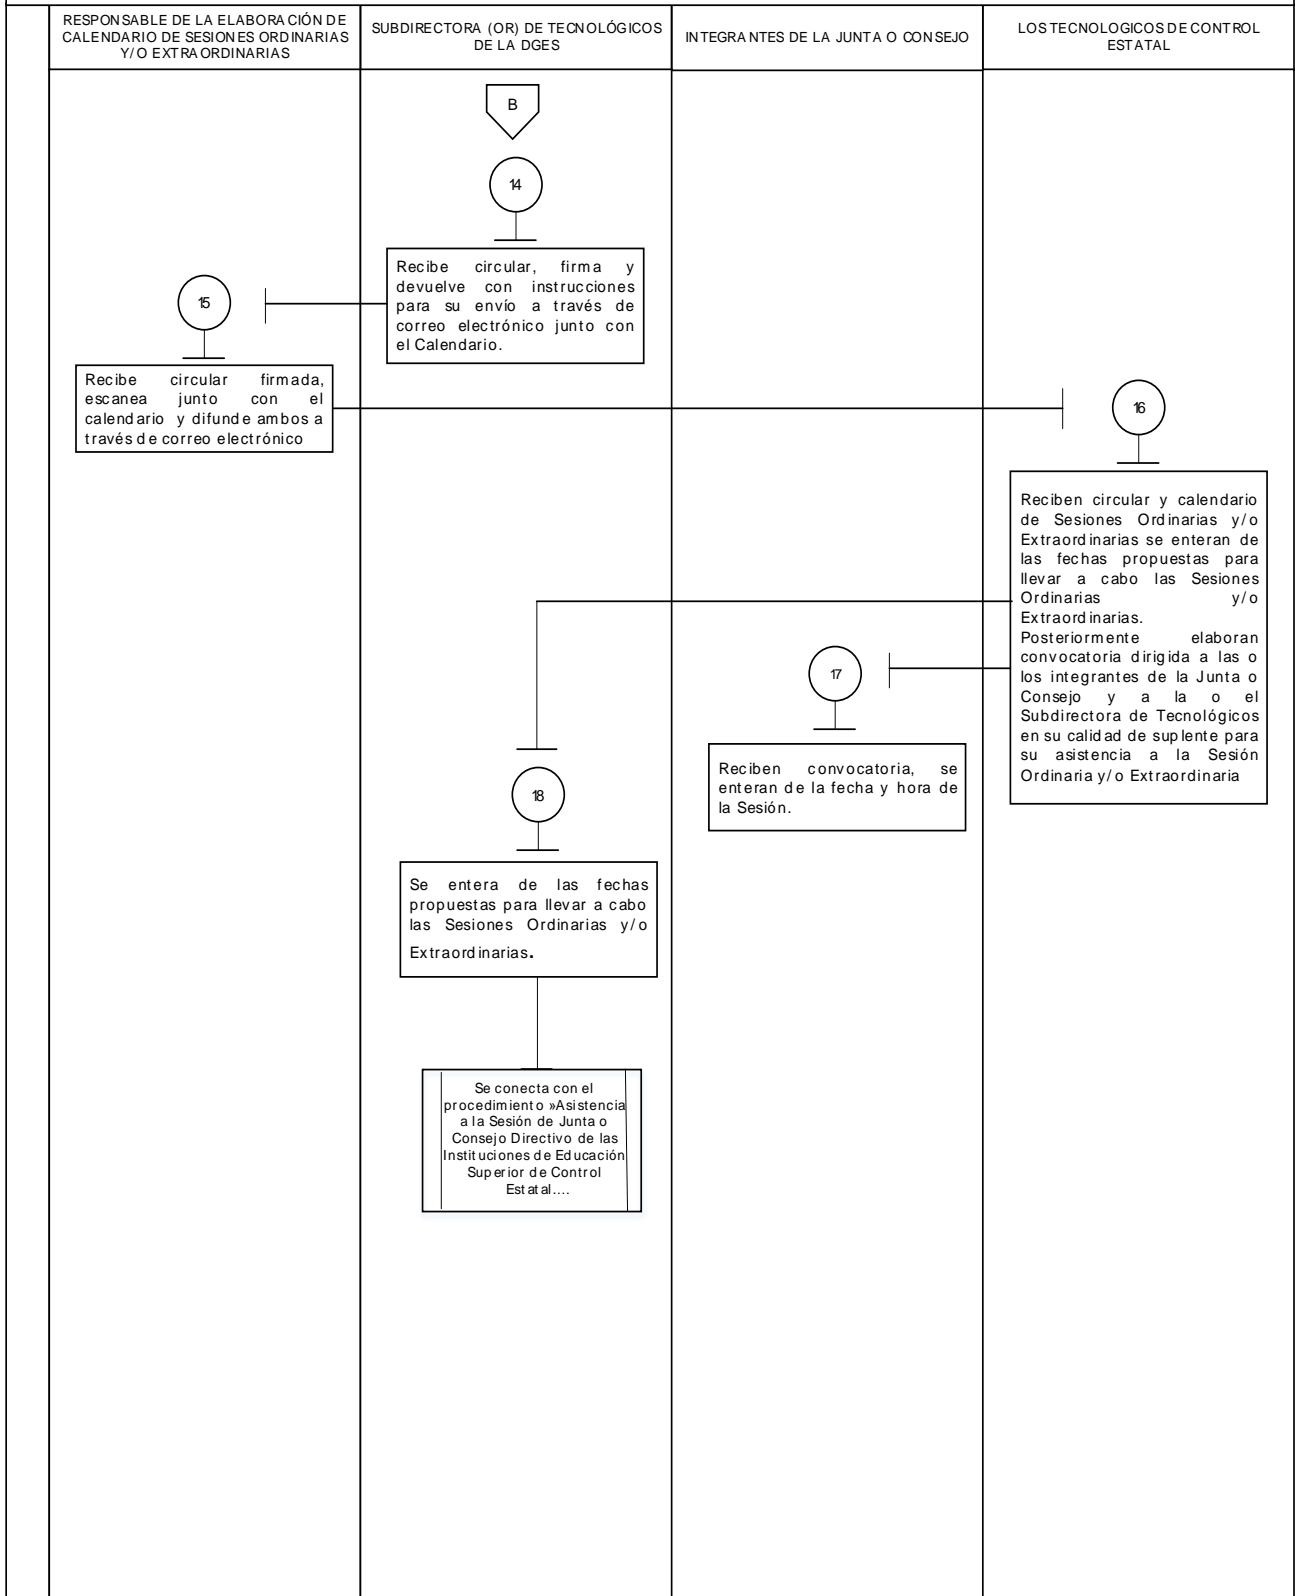 RESPONSABLE DE LA ELABORACIÓN DE
CALENDARIO DE SESIONES ORDINARIAS
Y/O EXTRAORDINARIAS
SUBDIRECTORA (OR) DE TECNOLÓGICOS
DE LA DGES
INTEGRANTES DE LA JUNTA O CONSEJO
LOS TECNOLOGICOS DE CONTROL
ESTATAL
B
14
Recibe circular, firma y
devuelve con instrucciones
para su envío a través de
correo electrónico junto con
el Calendario.
15
Recibe circular firmada,
escanea junto con el
calendario y difunde ambos a
través de correo electrónico
16
Reciben circular y calendario
de Sesiones Ordinarias y/o
Extraordinarias se enteran de
las fechas propuestas para
llevar a cabo las Sesiones
Ordinarias y/o
Extraordinarias.
Posteriormente elaboran
convocatoria dirigida a las o
los integrantes de la Junta o
Consejo y a la o el
Subdirectora de Tecnológicos
en su calidad de suplente para
su asistencia a la Sesión
Ordinaria y/o Extraordinaria
17
Reciben convocatoria, se
enteran de la fecha y hora de
la Sesión.
18
Se entera de las fechas
propuestas para llevar a cabo
las Sesiones Ordinarias y/o
Extraordinarias.
Se conecta con el
procedimiento »Asistencia
a la Sesión de Junta o
Consejo Directivo de las
Instituciones de Educación
Superior de Control
Estatal....